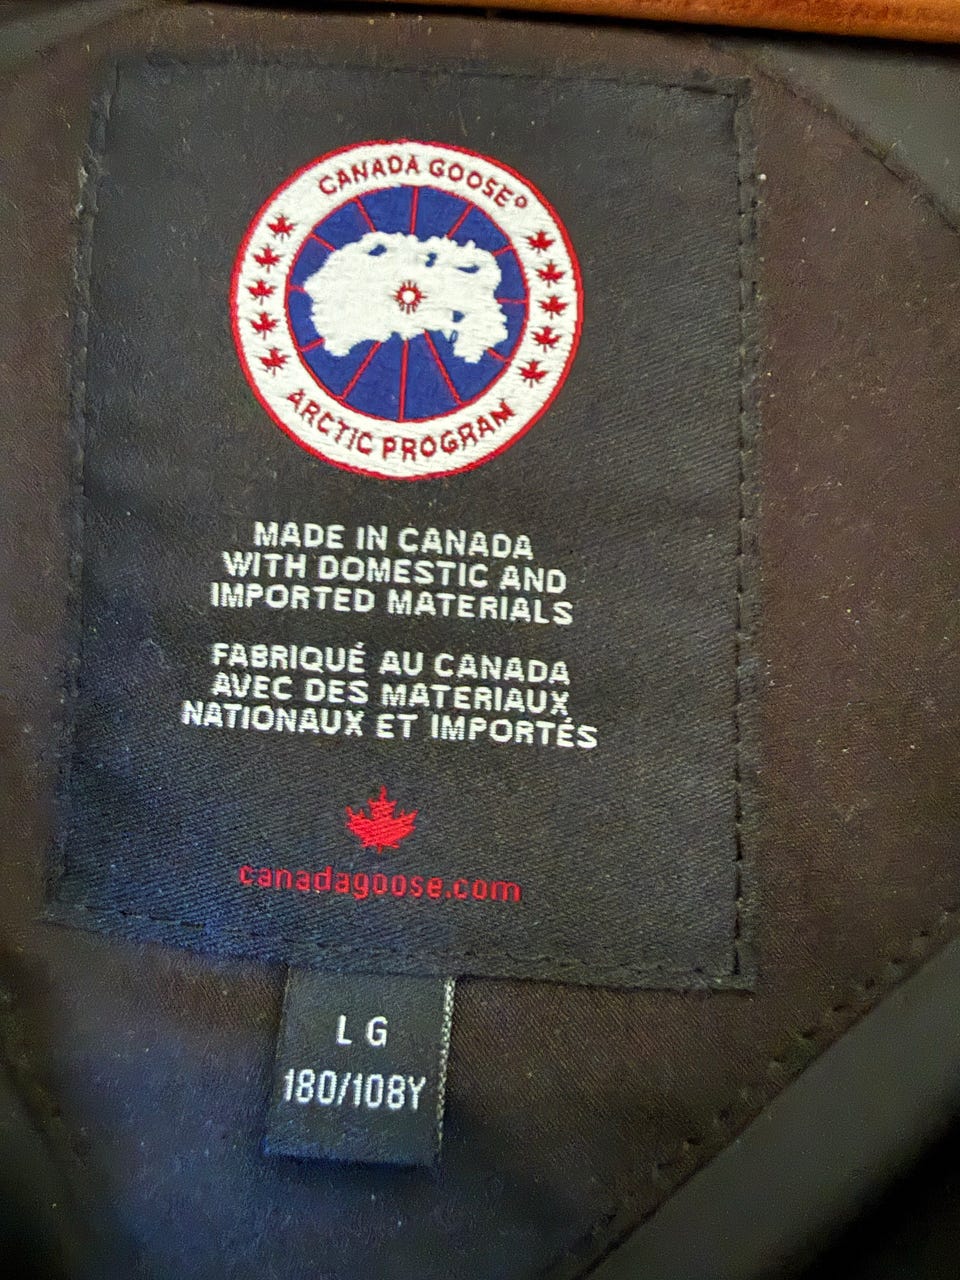 CANADA GOOSE®
ARCTIC PROGRAM
MADE IN CANADA
WITH DOMESTIC AND
IMPORTED MATERIALS
FABRIQUÉ AU CANADA
AVEC DES MATERIAUX
NATIONAUX ET IMPORTÉS
canadagoose.com
LG
180/108Y